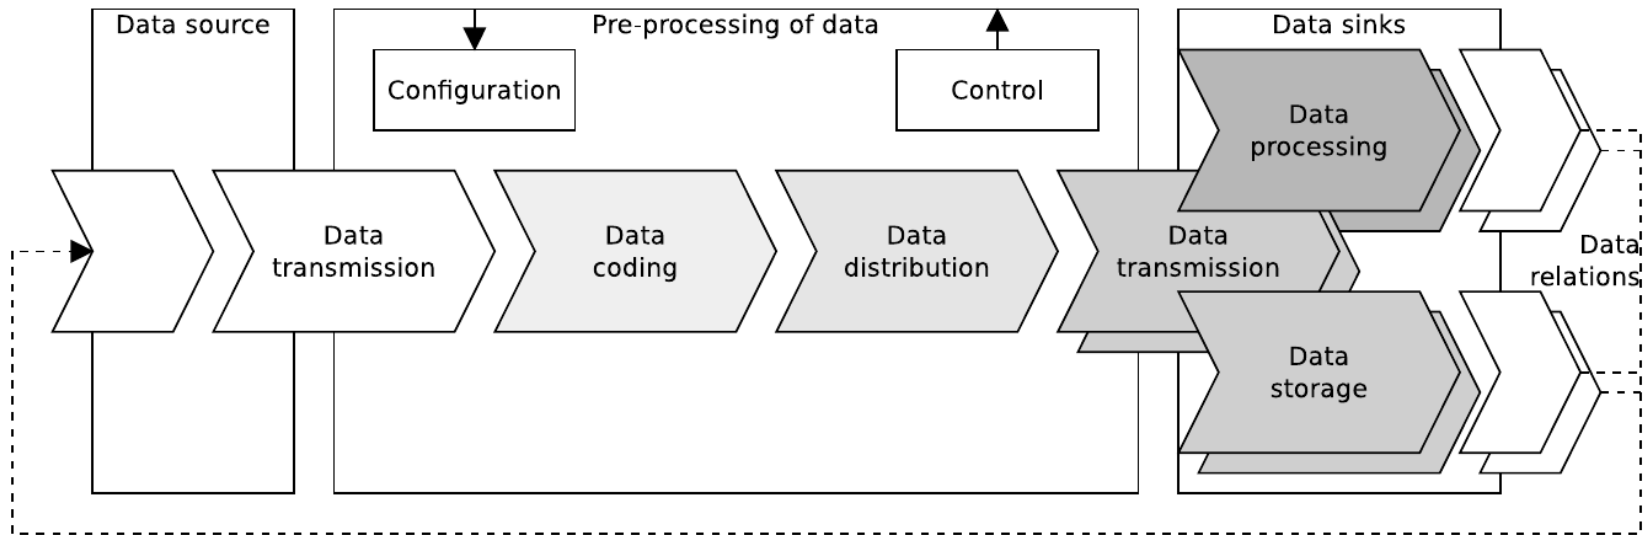 Data source
Pre-processing of data
Data sinks
Configuration
Control
Data
processing
Data
transmission
Data
coding
Data
distribution
Data
transmission
Data
relations
Data
storage